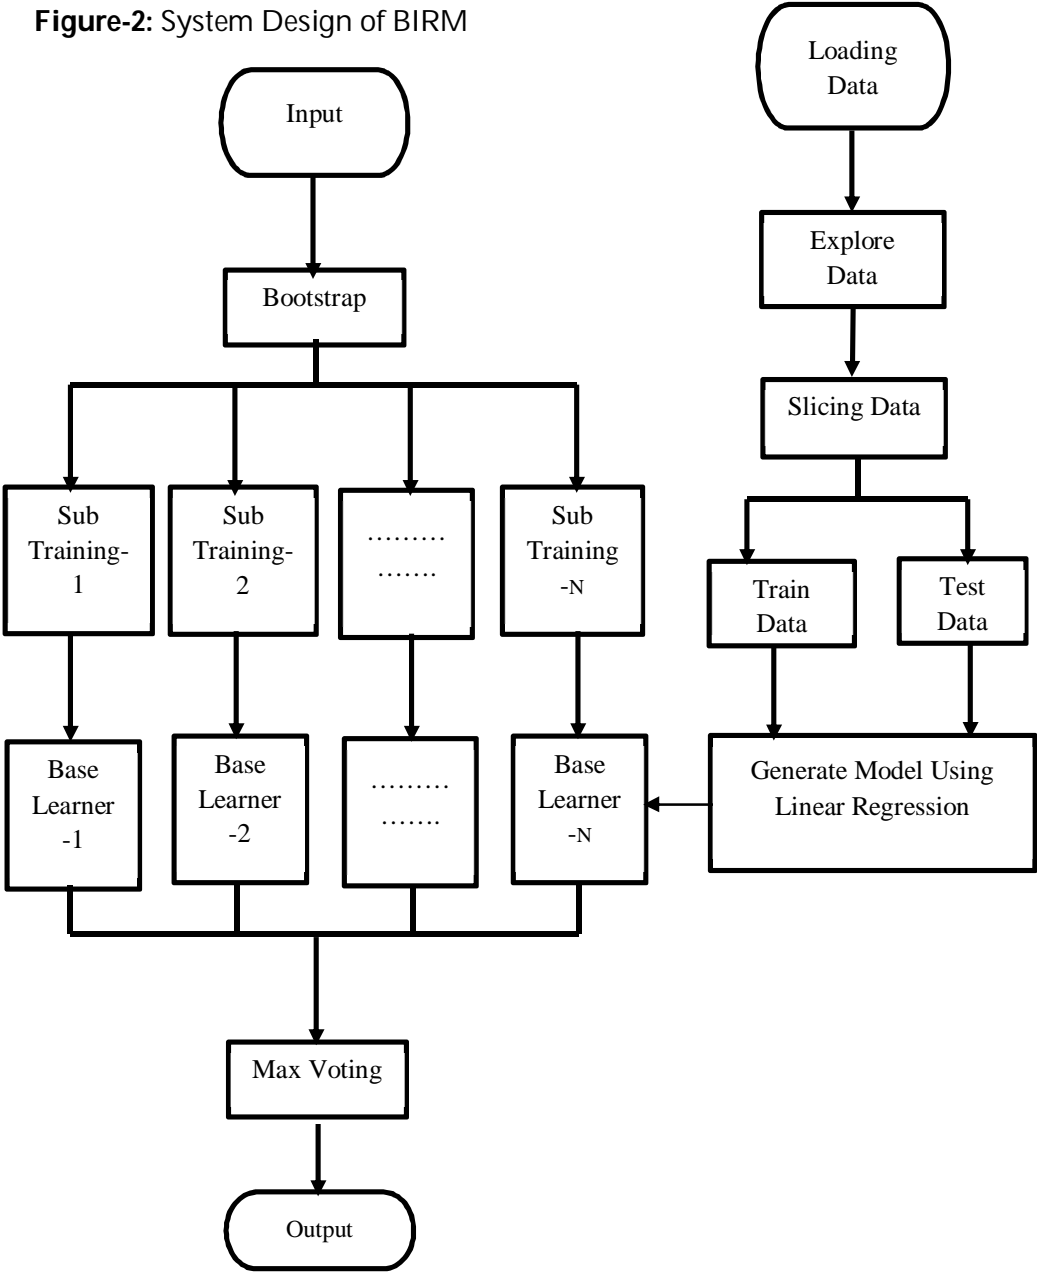 Figure-2: System Design of BIRM
Input
Bootstrap
Sub
Training-
1
Sub
Training-
2
………
…….
Sub
Training
-N
Base
Learner
-1
Base
Learner
-2
………
…….
Base
Learner
-N
Max Voting
Output
Loading
Data
Explore
Data
Slicing Data
Train
Data
Test
Data
Generate Model Using
Linear Regression